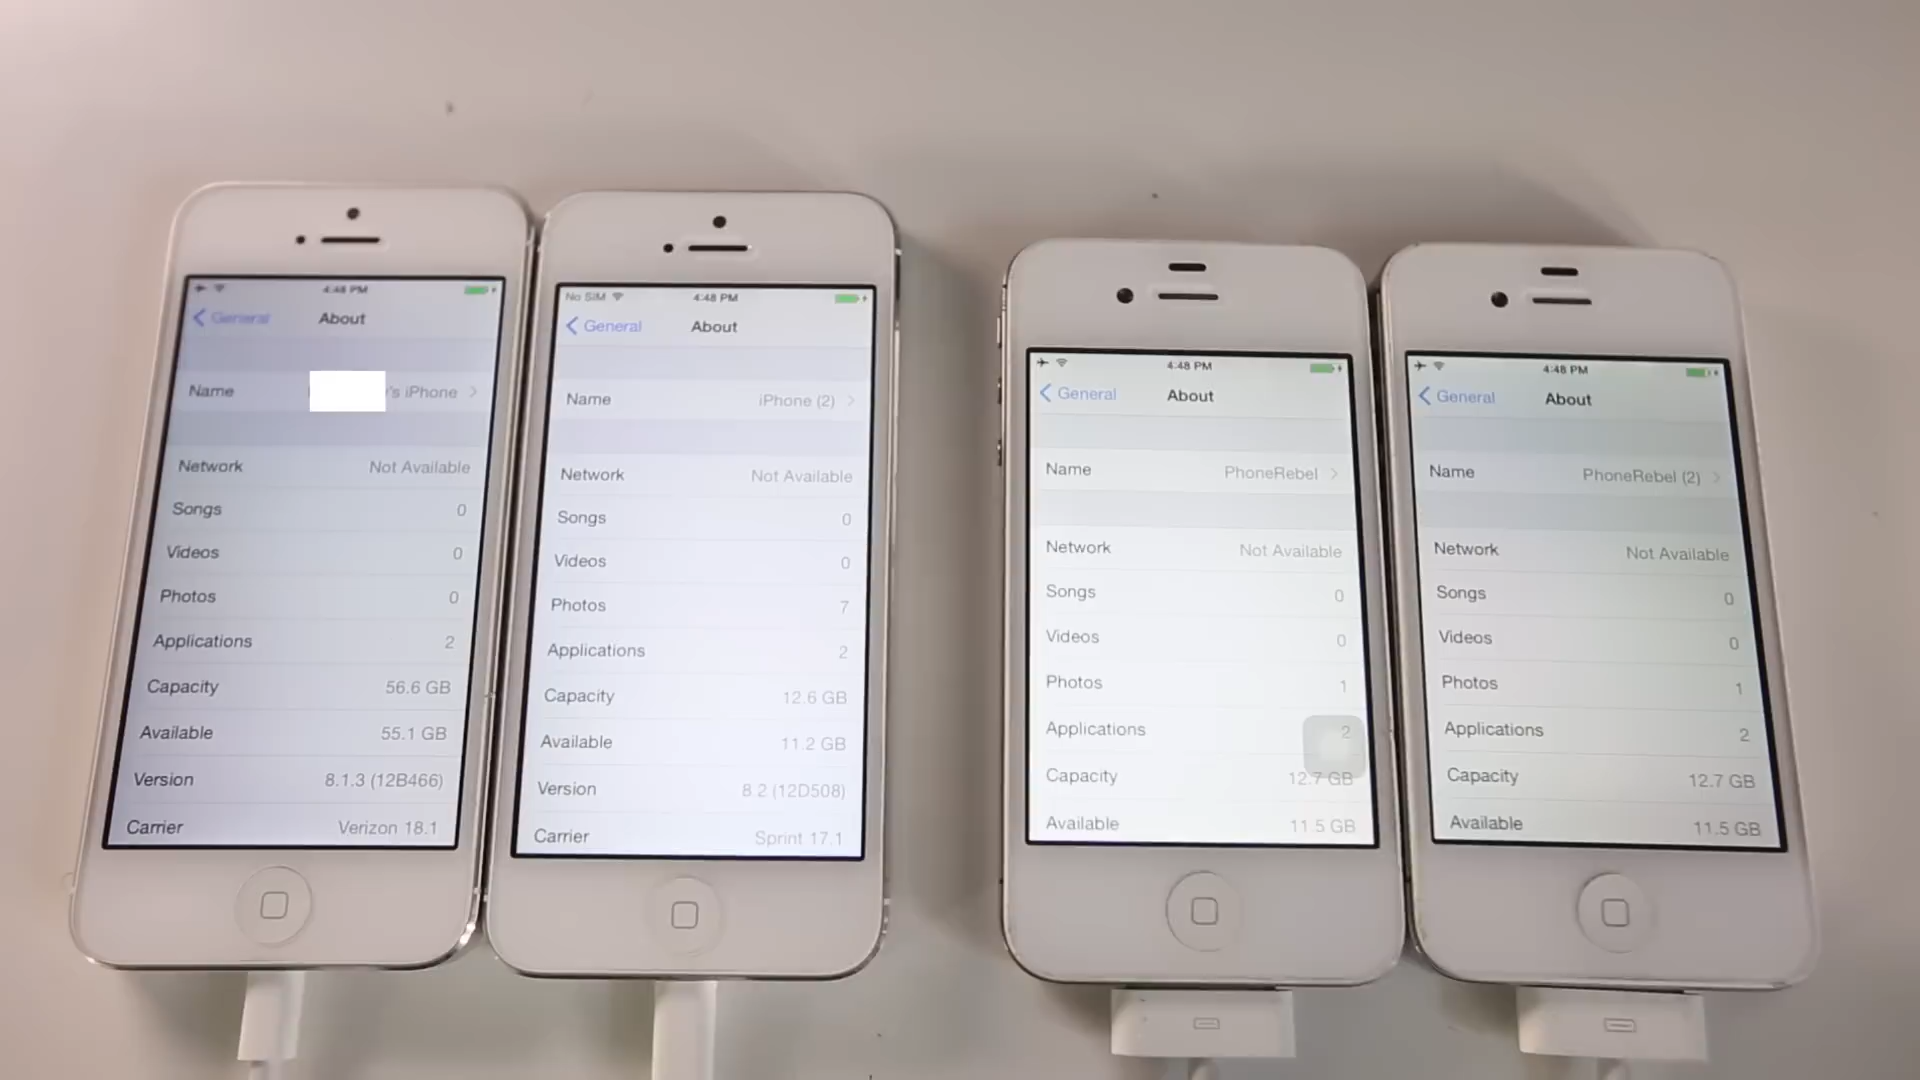 4:48 PM
General About
Name 's iPhone
Network Not Available
Songs 0
Videos 0
Photos 0
Applications 2
Capacity 56.6 GB
Available 55.1 GB
Version 8.1.3 (12B466)
Carrier Verizon 18.1
No SIM 4:48 PM
General About
Name iPhone (2)
Network Not Available
Songs 0
Videos 0
Photos 7
Applications 2
Capacity 12.6 GB
Available 11.2 GB
Version 8.2 (12D508)
Carrier Sprint 17.1
4:48 PM
General About
Name PhoneRebel
Network Not Available
Songs 0
Videos 0
Photos 1
Applications 2
Capacity 12.7 GB
Available 11.5 GB
4:48 PM
General About
Name PhoneRebel (2)
Network Not Available
Songs 0
Videos 0
Photos 1
Applications 2
Capacity 12.7 GB
Available 11.5 GB